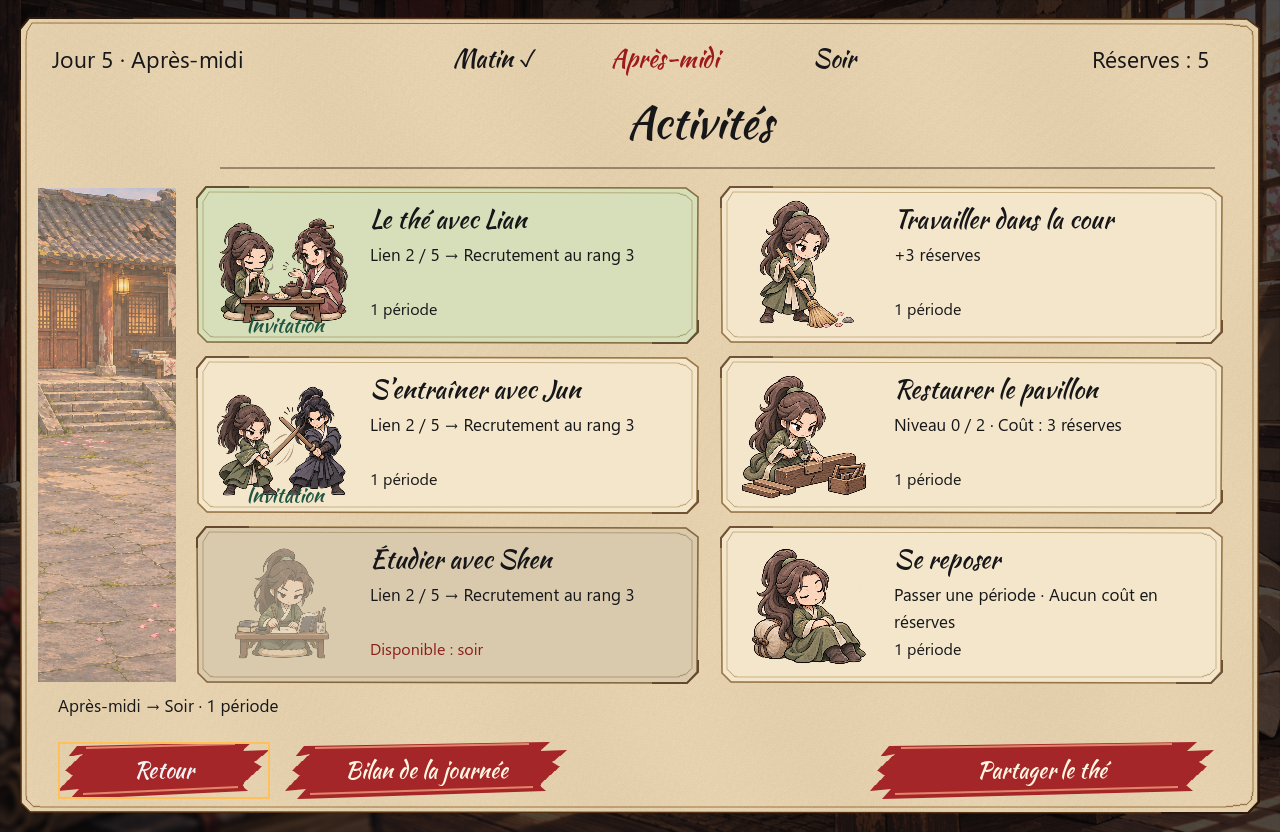 Jour 5 · Après-midi
Matin ✓
Après-midi
Soir
Réserves : 5
Activités
Le thé avec Lian
Lien 2 / 5 → Recrutement au rang 3
1 période
Invitation
Travailler dans la cour
+3 réserves
1 période
S'entraîner avec Jun
Lien 2 / 5 → Recrutement au rang 3
1 période
Invitation
Restaurer le pavillon
Niveau 0 / 2 · Coût : 3 réserves
1 période
Étudier avec Shen
Lien 2 / 5 → Recrutement au rang 3
Disponible : soir
Se reposer
Passer une période · Aucun coût en
réserves
1 période
Après-midi → Soir · 1 période
Retour
Bilan de la journée
Partager le thé